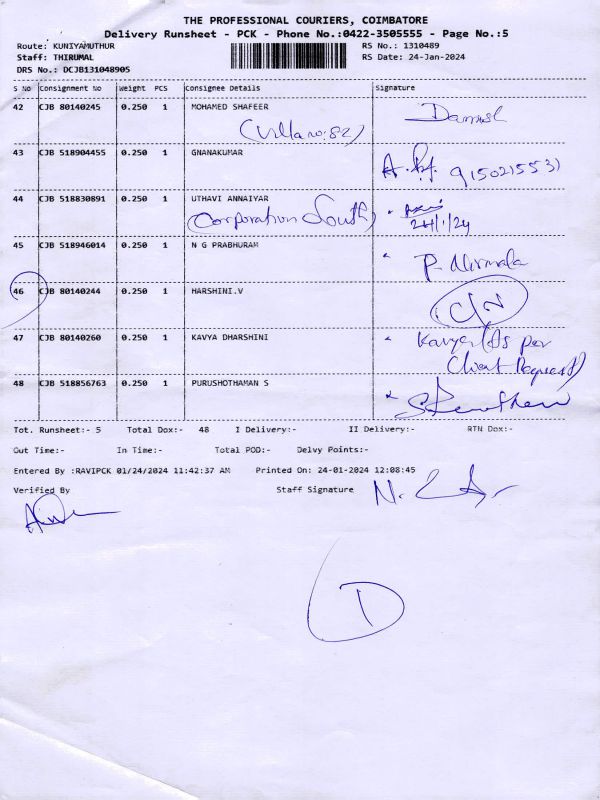 THE PROFESSIONAL COURIERS, COIMBATORE
Delivery Runsheet - PCK - Phone No.:0422-3505555 - Page No.:5
Route: KUNIYAMUTHUR RS No.: 1310489
Staff: THIRUMAL RS Date: 24-Jan-2024
DRS No.: DCJB131048905
S No Consignment No Weight PCS Consignee Details Signature
42 CJB 80140245 0.250 1 MOHAMED SHAFEER
(Villa no: 82)
43 CJB 518904455 0.250 1 GNANAKUMAR
9150215531
44 CJB 518830891 0.250 1 UTHAVI ANNAIYAR
(Corporation South) 24/1/24
45 CJB 518946014 0.250 1 N G PRABHURAM
P. Nirmala
46 CJB 80140244 0.250 1 HARSHINI.V
C/N
47 CJB 80140260 0.250 1 KAVYA DHARSHINI Kavya (As per
Client Request)
48 CJB 518856763 0.250 1 PURUSHOTHAMAN S
Tot. Runsheet:- 5 Total Dox:- 48 I Delivery:- II Delivery:- RTN Dox:-
Out Time:- In Time:- Total POD:- Delvy Points:-
Entered By :RAVIPCK 01/24/2024 11:42:37 AM Printed On: 24-01-2024 12:08:45
Verified By Staff Signature
D